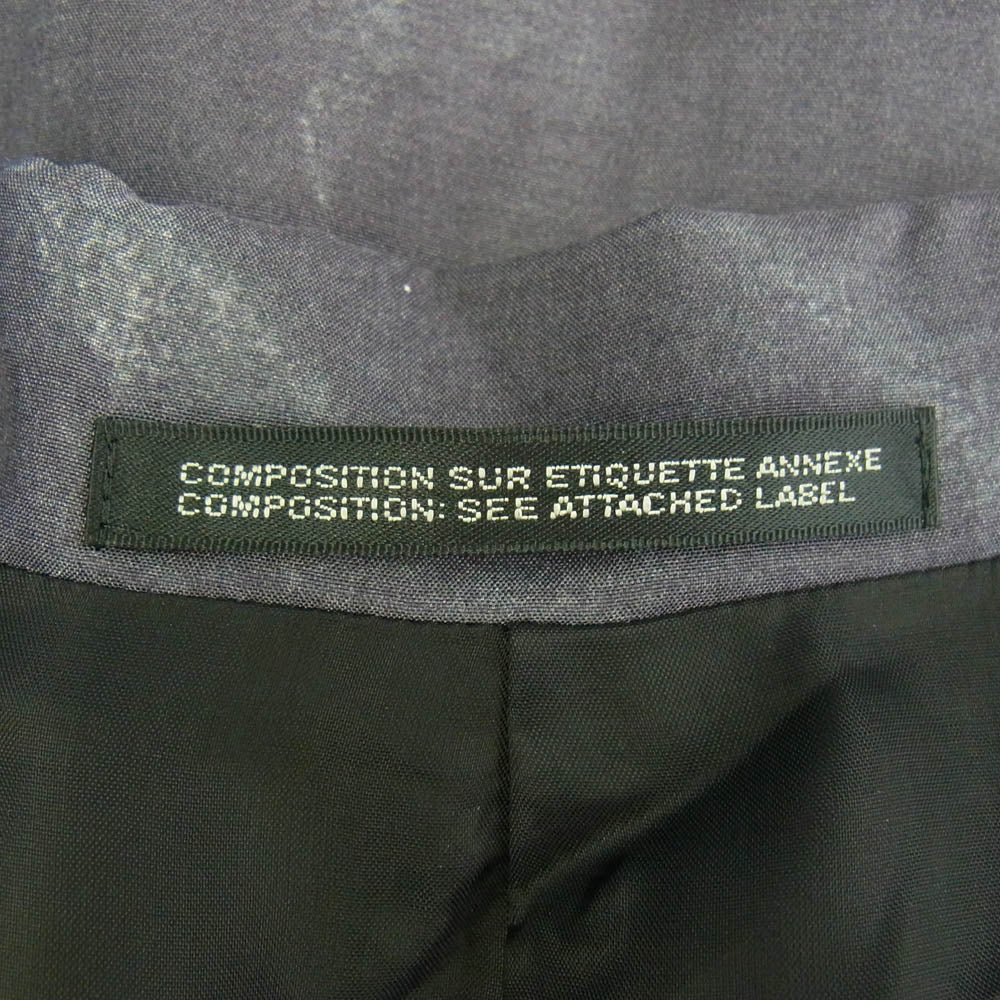 COMPOSITION SUR ETIQUETTE ANNEXE
COMPOSITION: SEE ATTACHED LABEL